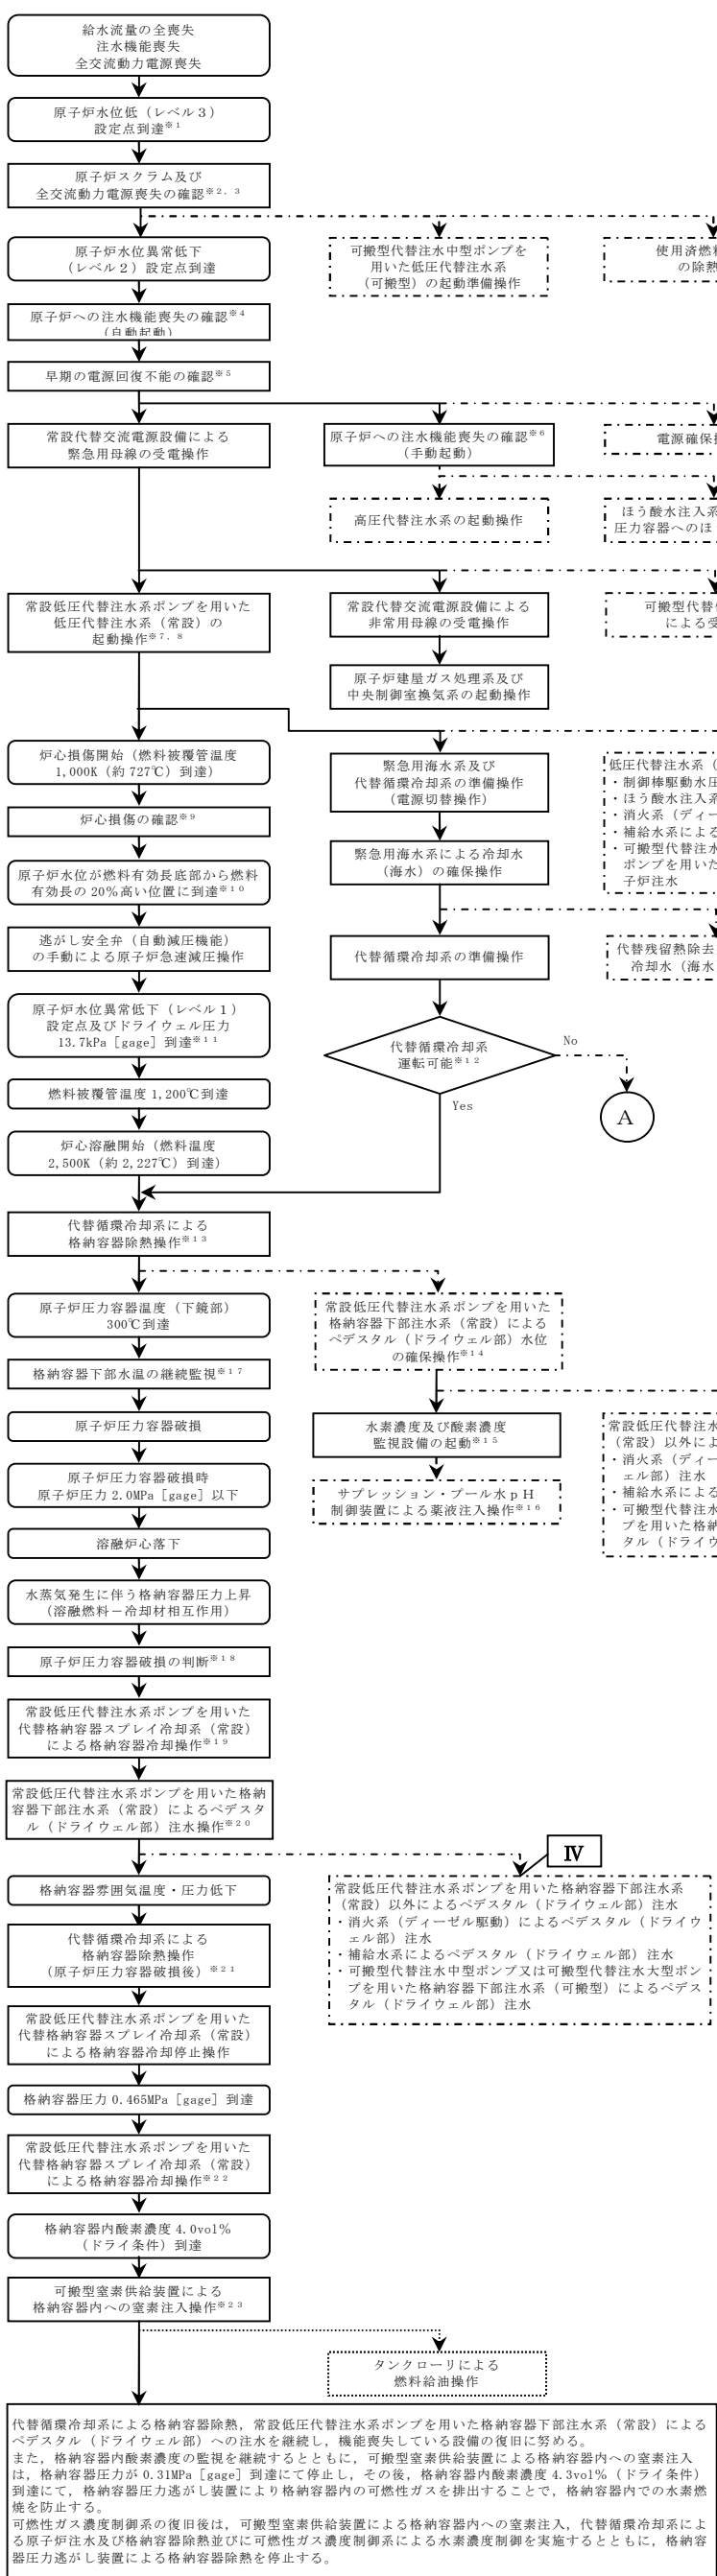 給水流量の全喪失
注水機能喪失
全交流動力電源喪失
原子炉水位低（レベル３）
設定点到達※１
原子炉スクラム及び
全交流動力電源喪失の確認※２，３
原子炉水位異常低下
（レベル２）設定点到達
可搬型代替注水中型ポンプを
用いた低圧代替注水系
（可搬型）の起動準備操作
使用済燃料
の除熱
原子炉への注水機能喪失の確認※４
（自動起動）
早期の電源回復不能の確認※５
常設代替交流電源設備による
緊急用母線の受電操作
原子炉への注水機能喪失の確認※６
（手動起動）
電源確保操
高圧代替注水系の起動操作
ほう酸水注入系
圧力容器へのほう
常設低圧代替注水系ポンプを用いた
低圧代替注水系（常設）の
起動操作※７，８
常設代替交流電源設備による
非常用母線の受電操作
可搬型代替
による受
原子炉建屋ガス処理系及び
中央制御室換気系の起動操作
炉心損傷開始（燃料被覆管温度
1,000K（約 727℃）到達）
緊急用海水系及び
代替循環冷却系の準備操作
（電源切替操作）
低圧代替注水系（
・制御棒駆動水圧
・ほう酸水注入系
・消火系（ディー
・補給水系による
・可搬型代替注水
ポンプを用いた
子炉注水
炉心損傷の確認※９
原子炉水位が燃料有効長底部から燃料
有効長の 20％高い位置に到達※１０
緊急用海水系による冷却水
（海水）の確保操作
逃がし安全弁（自動減圧機能）
の手動による原子炉急速減圧操作
代替循環冷却系の準備操作
代替残留熱除去
冷却水（海水
原子炉水位異常低下（レベル１）
設定点及びドライウェル圧力
13.7kPa［gage］到達※１１
代替循環冷却系
運転可能※１２
No
Yes
A
燃料被覆管温度 1,200℃到達
炉心溶融開始（燃料温度
2,500K（約 2,227℃）到達）
代替循環冷却系による
格納容器除熱操作※１３
原子炉圧力容器温度（下鏡部）
300℃到達
常設低圧代替注水系ポンプを用いた
格納容器下部注水系（常設）による
ペデスタル（ドライウェル部）水位
の確保操作※１４
格納容器下部水温の継続監視※１７
原子炉圧力容器破損
水素濃度及び酸素濃度
監視設備の起動※１５
常設低圧代替注水
（常設）以外によ
・消火系（ディー
ェル部）注水
・補給水系による
・可搬型代替注水
プを用いた格納
タル（ドライウ
原子炉圧力容器破損時
原子炉圧力 2.0MPa［gage］以下
サプレッション・プール水ｐＨ
制御装置による薬液注入操作※１６
溶融炉心落下
水蒸気発生に伴う格納容器圧力上昇
（溶融燃料－冷却材相互作用）
原子炉圧力容器破損の判断※１８
常設低圧代替注水系ポンプを用いた
代替格納容器スプレイ冷却系（常設）
による格納容器冷却操作※１９
常設低圧代替注水系ポンプを用いた格納
容器下部注水系（常設）によるペデスタ
ル（ドライウェル部）注水操作※２０
Ⅳ
格納容器雰囲気温度・圧力低下
常設低圧代替注水系ポンプを用いた格納容器下部注水系
（常設）以外によるペデスタル（ドライウェル部）注水
・消火系（ディーゼル駆動）によるペデスタル（ドライウ
ェル部）注水
・補給水系によるペデスタル（ドライウェル部）注水
・可搬型代替注水中型ポンプ又は可搬型代替注水大型ポン
プを用いた格納容器下部注水系（可搬型）によるペデス
タル（ドライウェル部）注水
代替循環冷却系による
格納容器除熱操作
（原子炉圧力容器破損後）※２１
常設低圧代替注水系ポンプを用いた
代替格納容器スプレイ冷却系（常設）
による格納容器冷却停止操作
格納容器圧力 0.465MPa［gage］到達
常設低圧代替注水系ポンプを用いた
代替格納容器スプレイ冷却系（常設）
による格納容器冷却操作※２２
格納容器内酸素濃度 4.0vol％
（ドライ条件）到達
可搬型窒素供給装置による
格納容器内への窒素注入操作※２３
タンクローリによる
燃料給油操作
代替循環冷却系による格納容器除熱，常設低圧代替注水系ポンプを用いた格納容器下部注水系（常設）による
ペデスタル（ドライウェル部）への注水を継続し，機能喪失している設備の復旧に努める。
また，格納容器内酸素濃度の監視を継続するとともに，可搬型窒素供給装置による格納容器内への窒素注入
は，格納容器圧力が 0.31MPa［gage］到達にて停止し，その後，格納容器内酸素濃度 4.3vol％（ドライ条件）
到達にて，格納容器圧力逃がし装置により格納容器内の可燃性ガスを排出することで，格納容器内での水素燃
焼を防止する。
可燃性ガス濃度制御系の復旧後は，可搬型窒素供給装置による格納容器内への窒素注入，代替循環冷却系によ
る原子炉注水及び格納容器除熱並びに可燃性ガス濃度制御系による水素濃度制御を実施するとともに，格納容
器圧力逃がし装置による格納容器除熱を停止する。